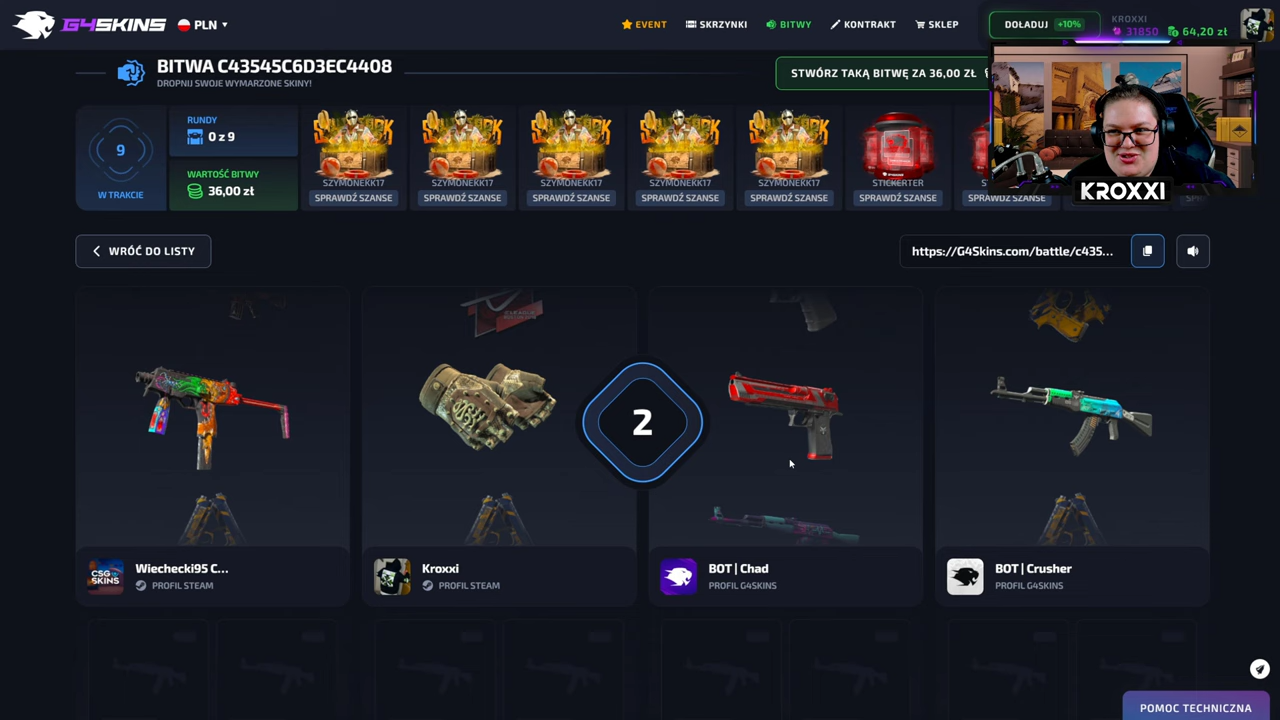 G4SKINS
PLN
EVENT
SKRZYNKI
BITWY
KONTRAKT
SKLEP
DOŁADUJ +10%
KROXXI
31850
64,20 zł
BITWA C43545C6D3EC4408
DROPNIJ SWOJE WYMARZONE SKINY!
STWÓRZ TAKĄ BITWĘ ZA 36,00 ZŁ
KROXXI
9
W TRAKCIE
RUNDY
0 z 9
WARTOŚĆ BITWY
36,00 zł
SZYMONEKK17
SPRAWDŹ SZANSE
SZYMONEKK17
SPRAWDŹ SZANSE
SZYMONEKK17
SPRAWDŹ SZANSE
SZYMONEKK17
SPRAWDŹ SZANSE
SZYMONEKK17
SPRAWDŹ SZANSE
STICKERTER
SPRAWDŹ SZANSE
SPRAWDŹ SZANSE
WRÓĆ DO LISTY
https://G4Skins.com/battle/c435...
2
Wiechecki95 C...
PROFIL STEAM
Kroxxi
PROFIL STEAM
BOT | Chad
PROFIL G4SKINS
BOT | Crusher
PROFIL G4SKINS
POMOC TECHNICZNA